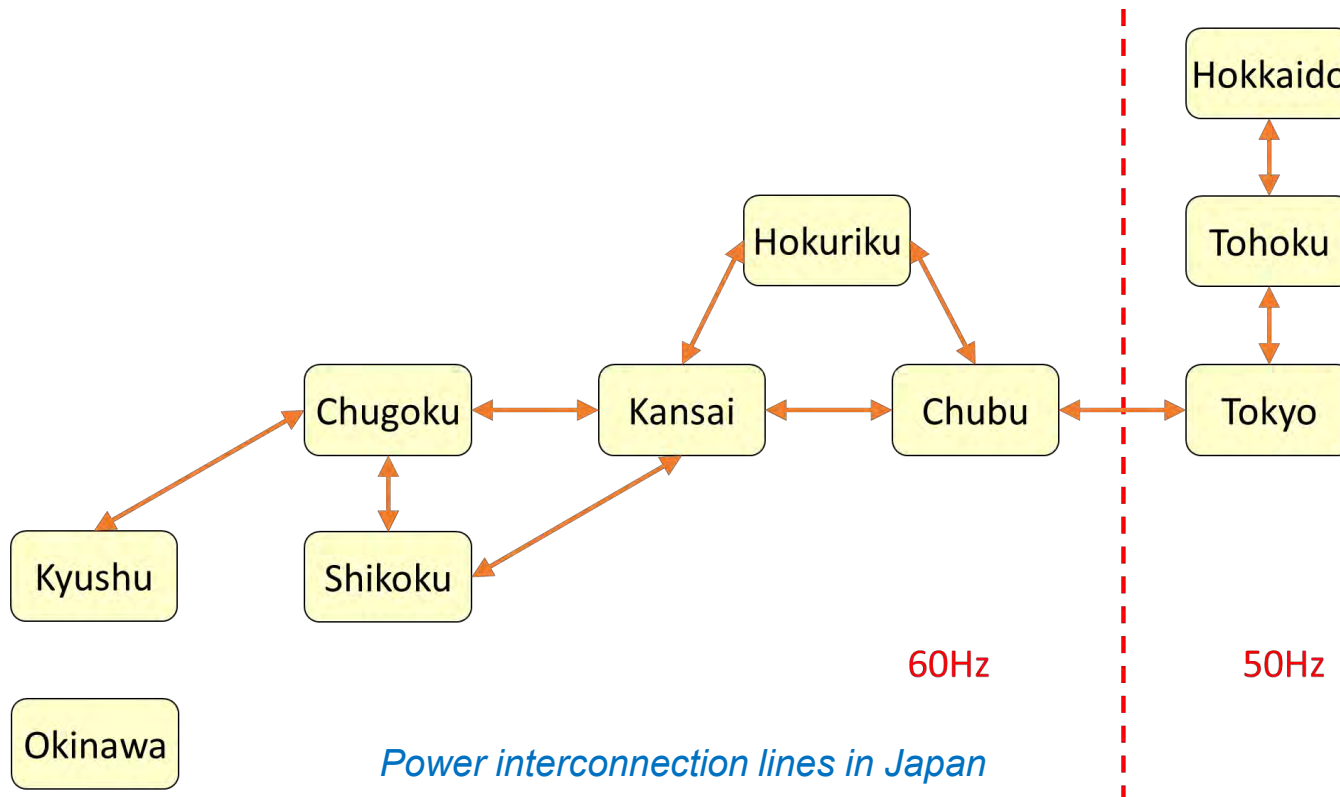 Hokkaido
Hokuriku
Tohoku
Chugoku
Kansai
Chubu
Tokyo
Kyushu
Shikoku
60Hz
50Hz
Okinawa
Power interconnection lines in Japan